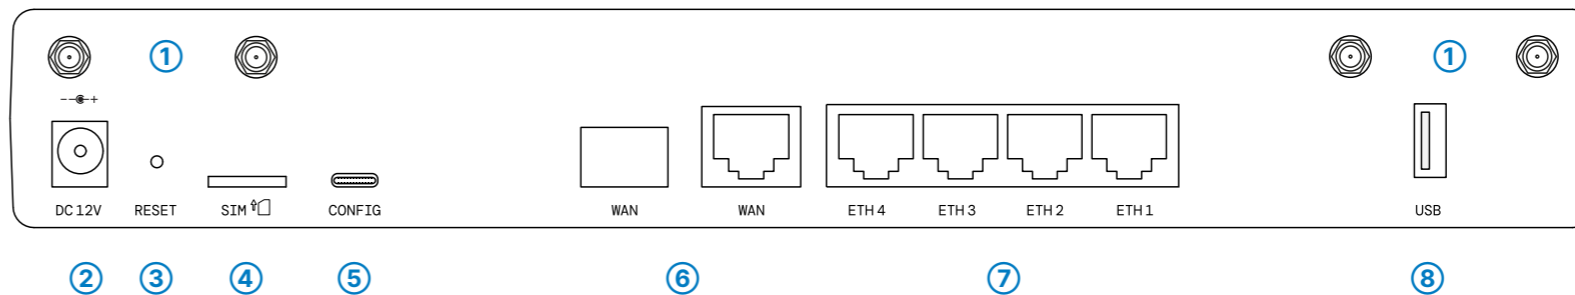 ① ①
DC 12V RESET SIM CONFIG WAN WAN ETH 4 ETH 3 ETH 2 ETH 1 USB
② ③ ④ ⑤ ⑥ ⑦ ⑧